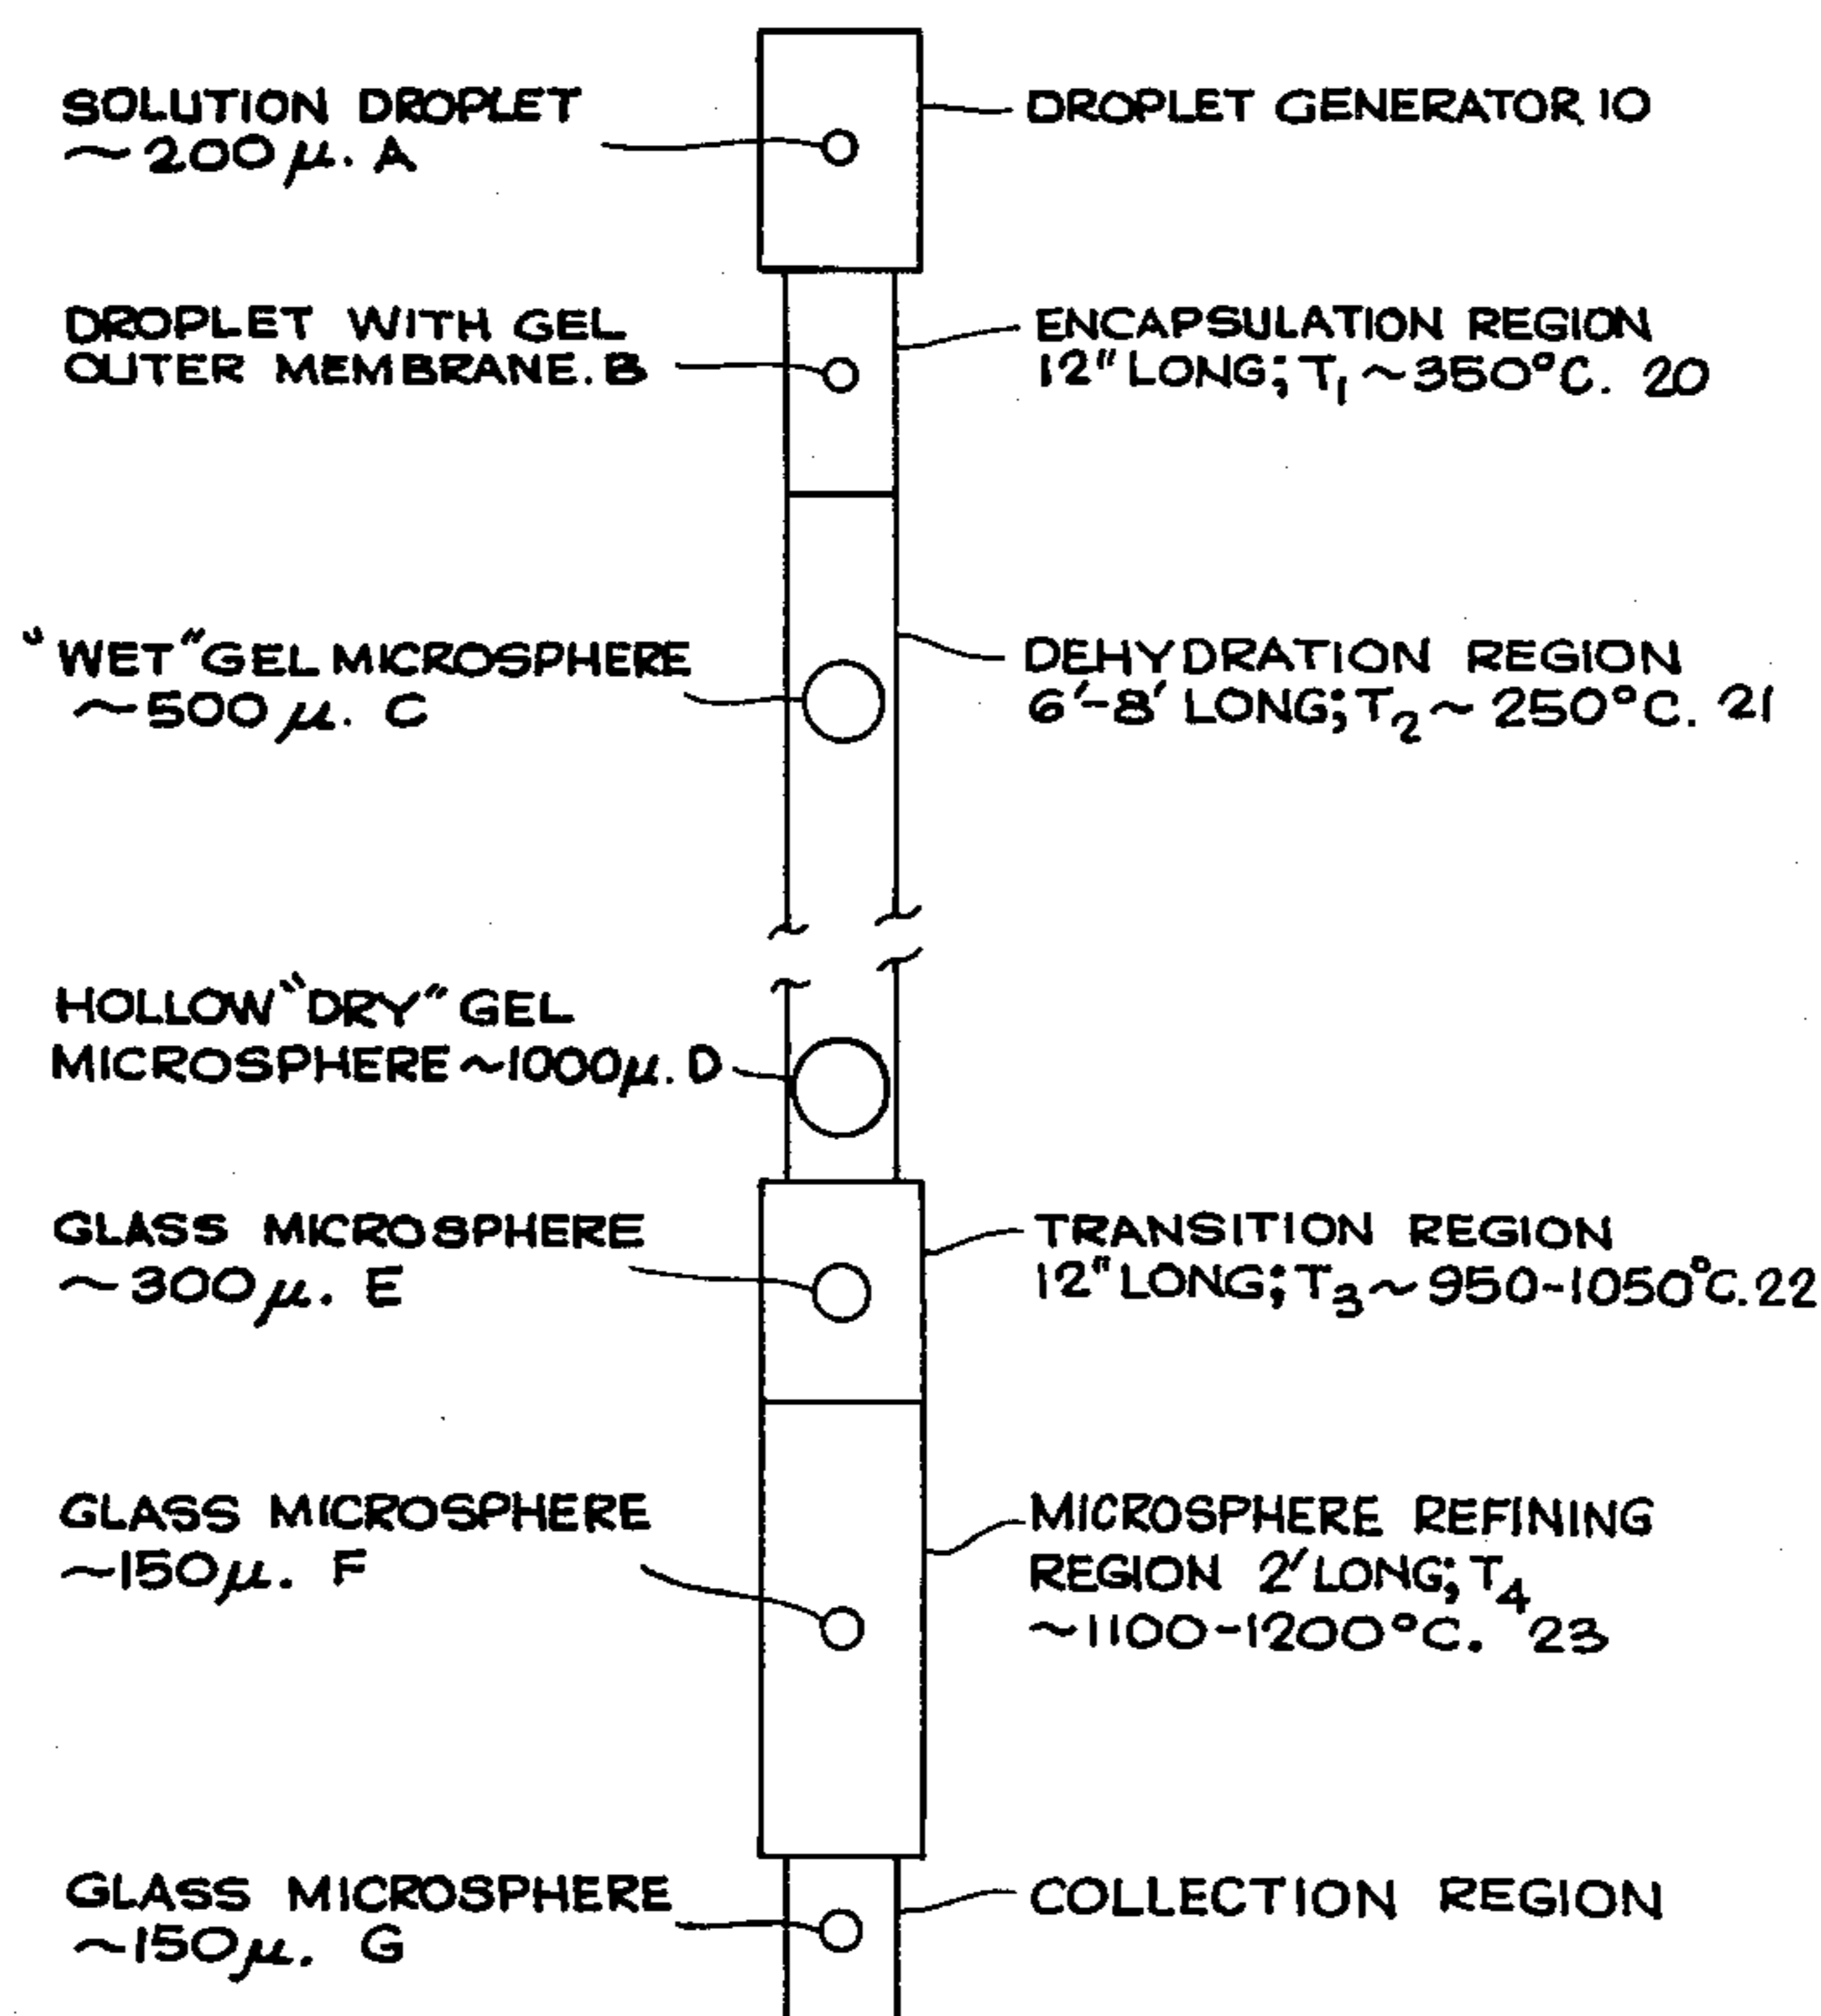 SOLUTION DROPLET
~200μ. A
DROPLET GENERATOR 10
DROPLET WITH GEL
OUTER MEMBRANE. B
ENCAPSULATION REGION
12" LONG; T1 ~350°C. 20
"WET" GEL MICROSPHERE
~500μ. C
DEHYDRATION REGION
6'-8' LONG; T2 ~ 250°C. 21
HOLLOW "DRY" GEL
MICROSPHERE ~1000μ. D
GLASS MICROSPHERE
~300μ. E
TRANSITION REGION
12" LONG; T3 ~ 950-1050°C. 22
GLASS MICROSPHERE
~150μ. F
MICROSPHERE REFINING
REGION 2' LONG; T4
~1100-1200°C. 23
GLASS MICROSPHERE
~150μ. G
COLLECTION REGION